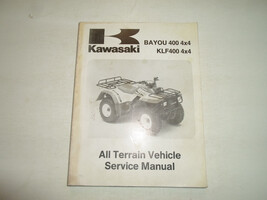 Kawasaki
BAYOU 400 4x4
KLF400 4x4
All Terrain Vehicle
Service Manual